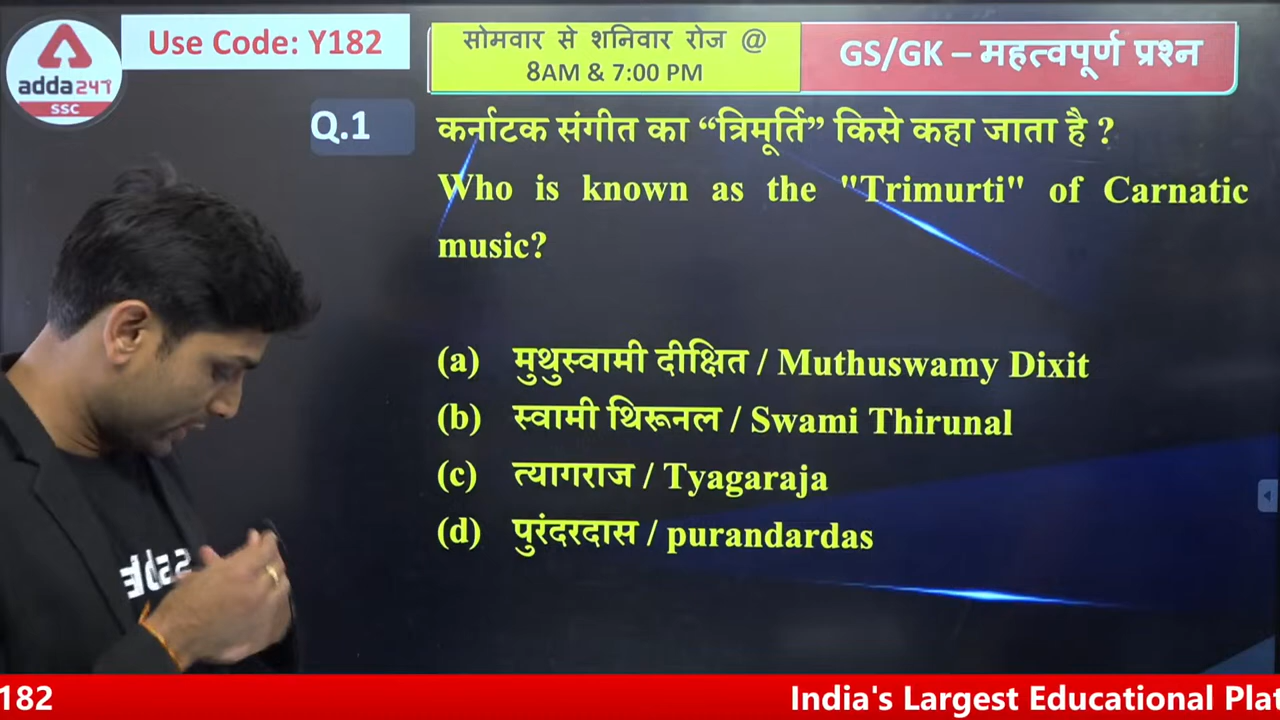 adda247
SSC
Use Code: Y182
सोमवार से शनिवार रोज @
8AM & 7:00 PM
GS/GK – महत्वपूर्ण प्रश्न
Q.1
कर्नाटक संगीत का “त्रिमूर्ति” किसे कहा जाता है ?
Who is known as the "Trimurti" of Carnatic
music?
(a) मुथुस्वामी दीक्षित / Muthuswamy Dixit
(b) स्वामी थिरूनल / Swami Thirunal
(c) त्यागराज / Tyagaraja
(d) पुरंदरदास / purandardas
182
India's Largest Educational Plat